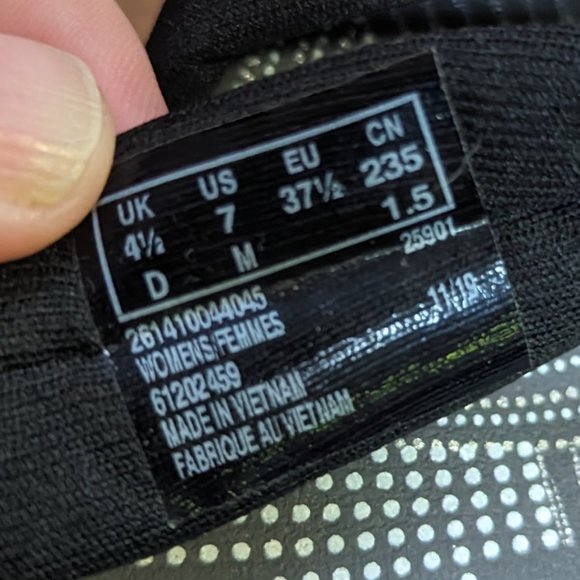 UK US EU CN
4½ 7 37½ 235
D M 1.5
25901
261410044045 11/19
WOMENS/FEMMES
61202459
MADE IN VIETNAM
FABRIQUE AU VIETNAM